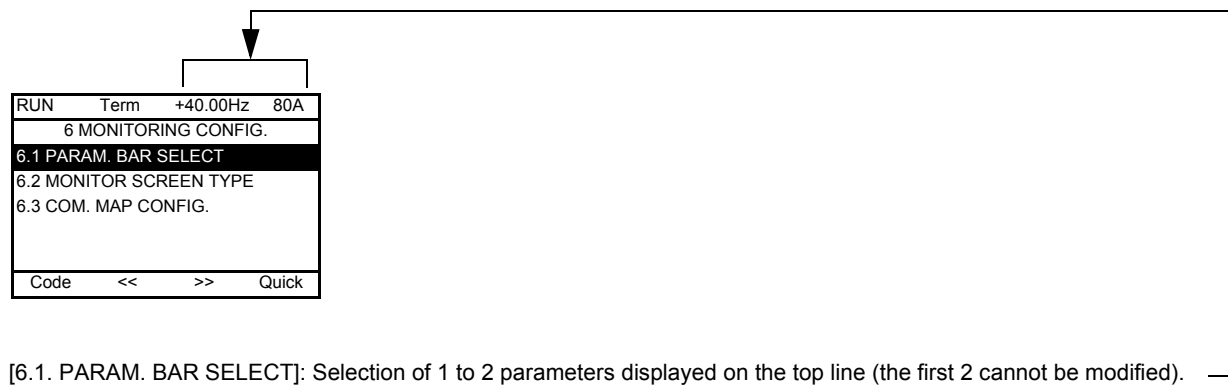 RUN Term +40.00Hz 80A
6 MONITORING CONFIG.
6.1 PARAM. BAR SELECT
6.2 MONITOR SCREEN TYPE
6.3 COM. MAP CONFIG.
Code << >> Quick
[6.1. PARAM. BAR SELECT]: Selection of 1 to 2 parameters displayed on the top line (the first 2 cannot be modified).